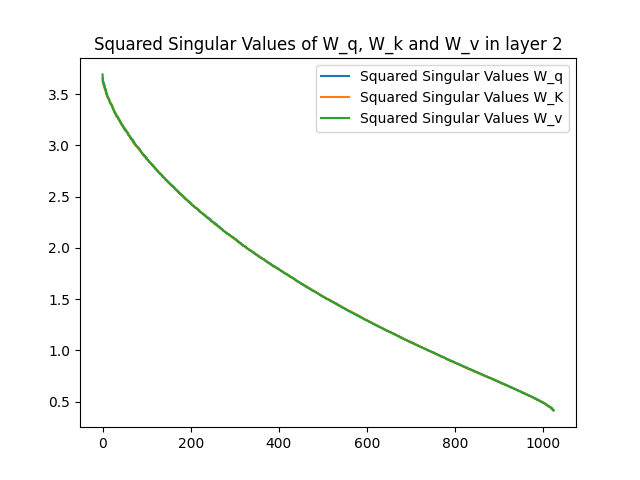 Squared Singular Values of W_q, W_k and W_v in layer 2
Squared Singular Values W_q
Squared Singular Values W_K
Squared Singular Values W_v
3.5
3.0
2.5
2.0
1.5
1.0
0.5
0 200 400 600 800 1000